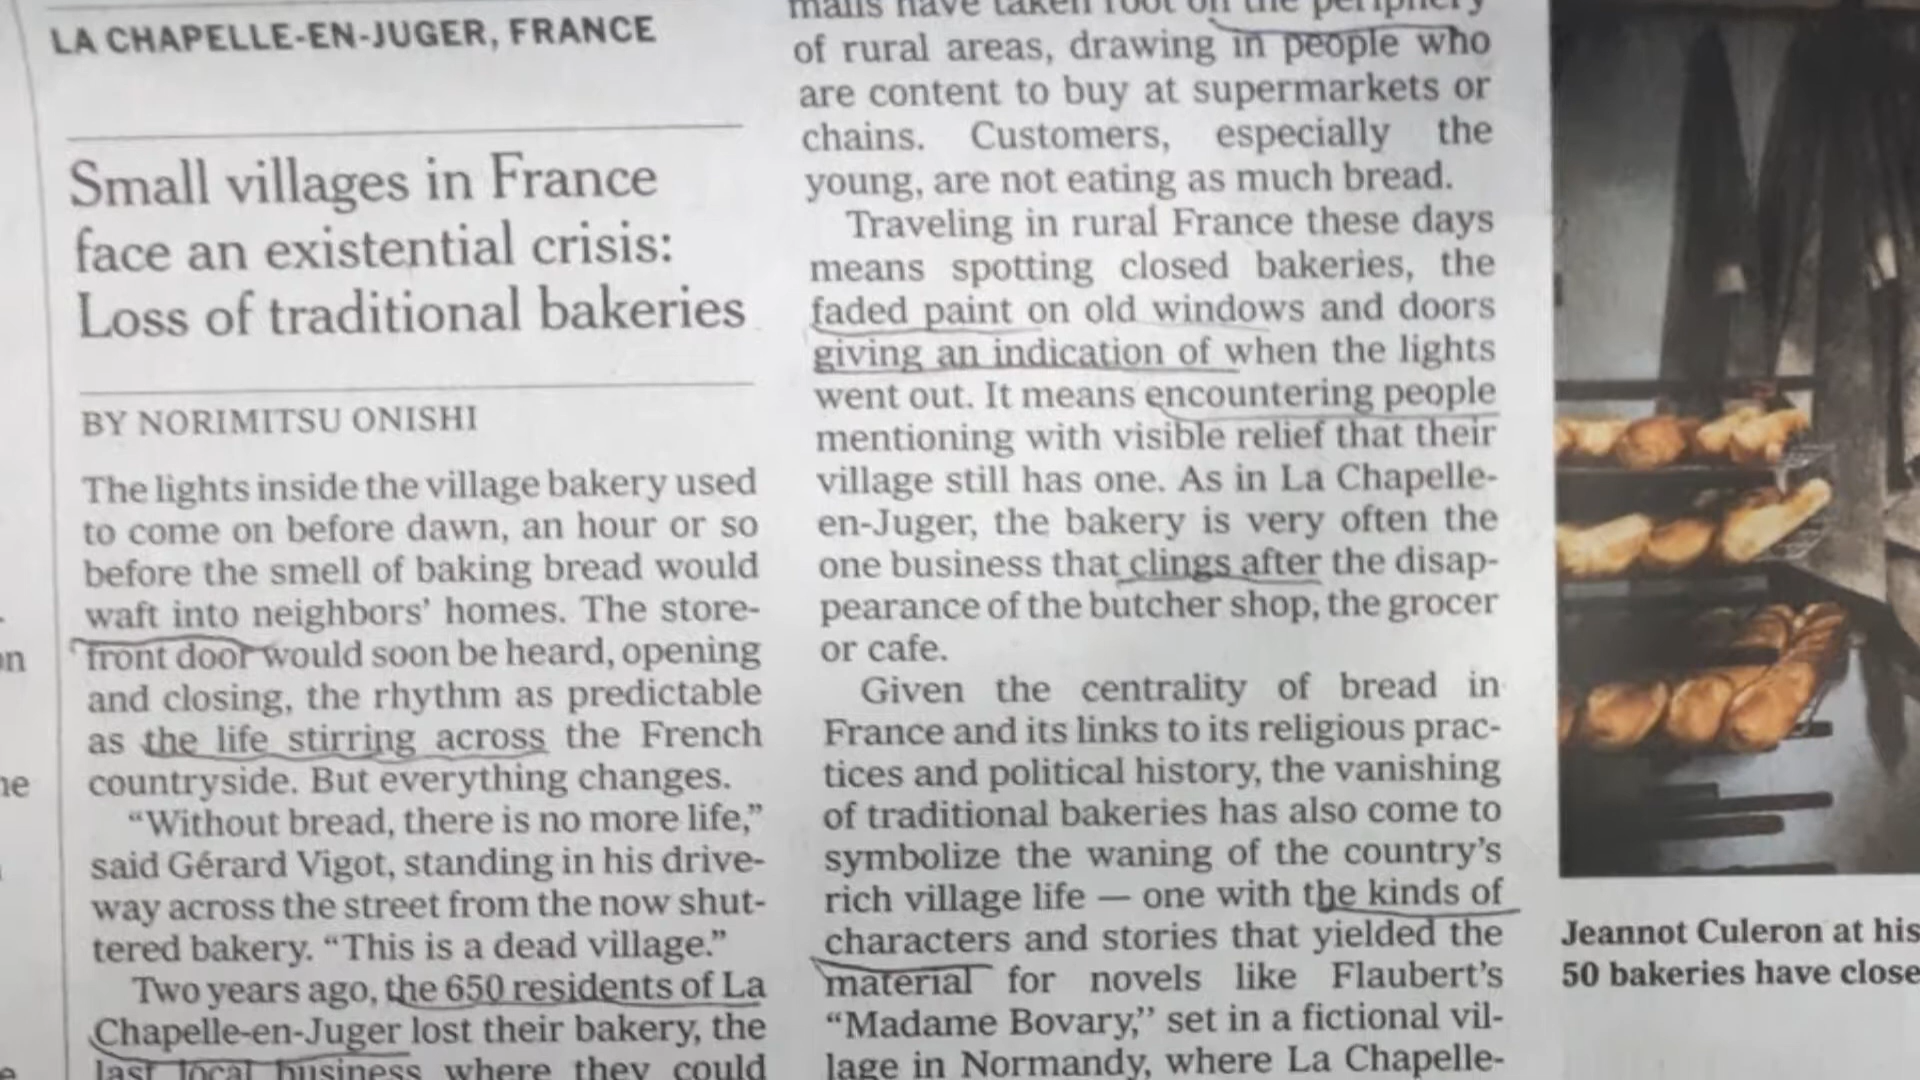 LA CHAPELLE-EN-JUGER, FRANCE
Small villages in France
face an existential crisis:
Loss of traditional bakeries
BY NORIMITSU ONISHI
The lights inside the village bakery used
to come on before dawn, an hour or so
before the smell of baking bread would
waft into neighbors’ homes. The store-
front door would soon be heard, opening
and closing, the rhythm as predictable
as the life stirring across the French
countryside. But everything changes.
“Without bread, there is no more life,”
said Gérard Vigot, standing in his drive-
way across the street from the now shut-
tered bakery. “This is a dead village.”
Two years ago, the 650 residents of La
Chapelle-en-Juger lost their bakery, the
last local business where they could
malls have taken root on the periphery
of rural areas, drawing in people who
are content to buy at supermarkets or
chains. Customers, especially the
young, are not eating as much bread.
Traveling in rural France these days
means spotting closed bakeries, the
faded paint on old windows and doors
giving an indication of when the lights
went out. It means encountering people
mentioning with visible relief that their
village still has one. As in La Chapelle-
en-Juger, the bakery is very often the
one business that clings after the disap-
pearance of the butcher shop, the grocer
or cafe.
Given the centrality of bread in
France and its links to its religious prac-
tices and political history, the vanishing
of traditional bakeries has also come to
symbolize the waning of the country’s
rich village life — one with the kinds of
characters and stories that yielded the
material for novels like Flaubert’s
“Madame Bovary,” set in a fictional vil-
lage in Normandy, where La Chapelle-
Jeannot Culeron at his
50 bakeries have close